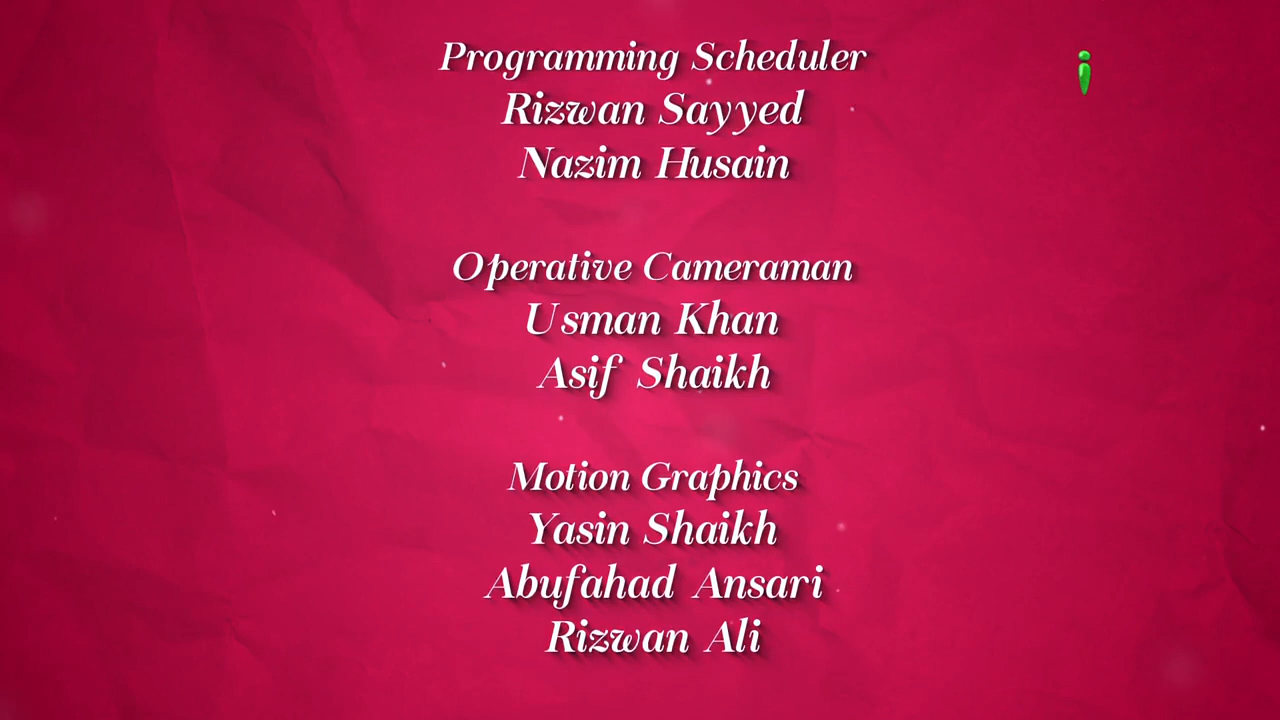 Programming Scheduler
Rizwan Sayyed
Nazim Husain
Operative Cameraman
Usman Khan
Asif Shaikh
Motion Graphics
Yasin Shaikh
Abufahad Ansari
Rizwan Ali